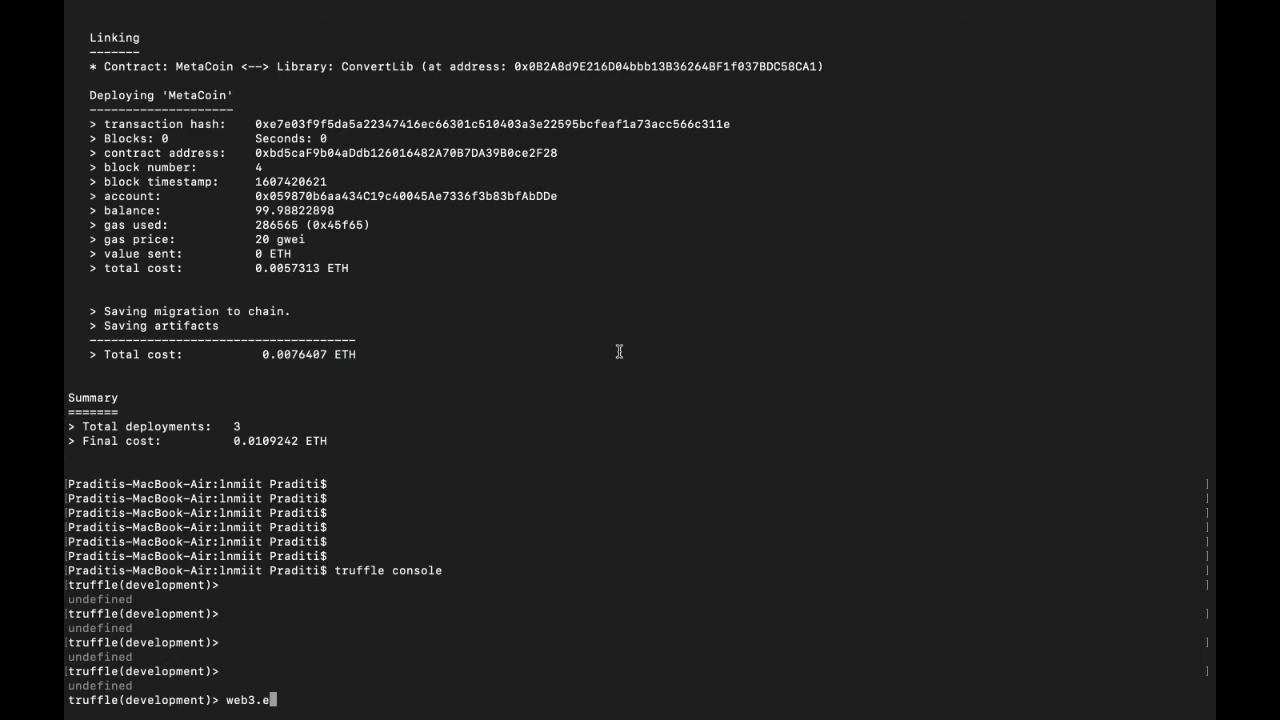 Linking
-------
* Contract: MetaCoin <--> Library: ConvertLib (at address: 0x0B2A8d9E216D04bbb13B36264BF1f037BDC58CA1)
Deploying 'MetaCoin'
--------------------
> transaction hash:    0xe7e03f9f5da5a22347416ec66301c510403a3e22595bcfeaf1a73acc566c311e
> Blocks: 0            Seconds: 0
> contract address:    0xbd5caF9b04aDdb126016482A70B7DA39B0ce2F28
> block number:        4
> block timestamp:     1607420621
> account:             0x059870b6aa434C19c40045Ae7336f3b83bfAbDDe
> balance:             99.98822898
> gas used:            286565 (0x45f65)
> gas price:           20 gwei
> value sent:          0 ETH
> total cost:          0.0057313 ETH
> Saving migration to chain.
> Saving artifacts
-------------------------------------
> Total cost:           0.0076407 ETH
Summary
=======
> Total deployments:   3
> Final cost:          0.0109242 ETH
[Praditis-MacBook-Air:lnmiit Praditi$ ]
[Praditis-MacBook-Air:lnmiit Praditi$ ]
[Praditis-MacBook-Air:lnmiit Praditi$ ]
[Praditis-MacBook-Air:lnmiit Praditi$ ]
[Praditis-MacBook-Air:lnmiit Praditi$ ]
[Praditis-MacBook-Air:lnmiit Praditi$ ]
[Praditis-MacBook-Air:lnmiit Praditi$ truffle console ]
[truffle(development)> ]
undefined
[truffle(development)> ]
undefined
[truffle(development)> ]
undefined
[truffle(development)> ]
undefined
truffle(development)> web3.e